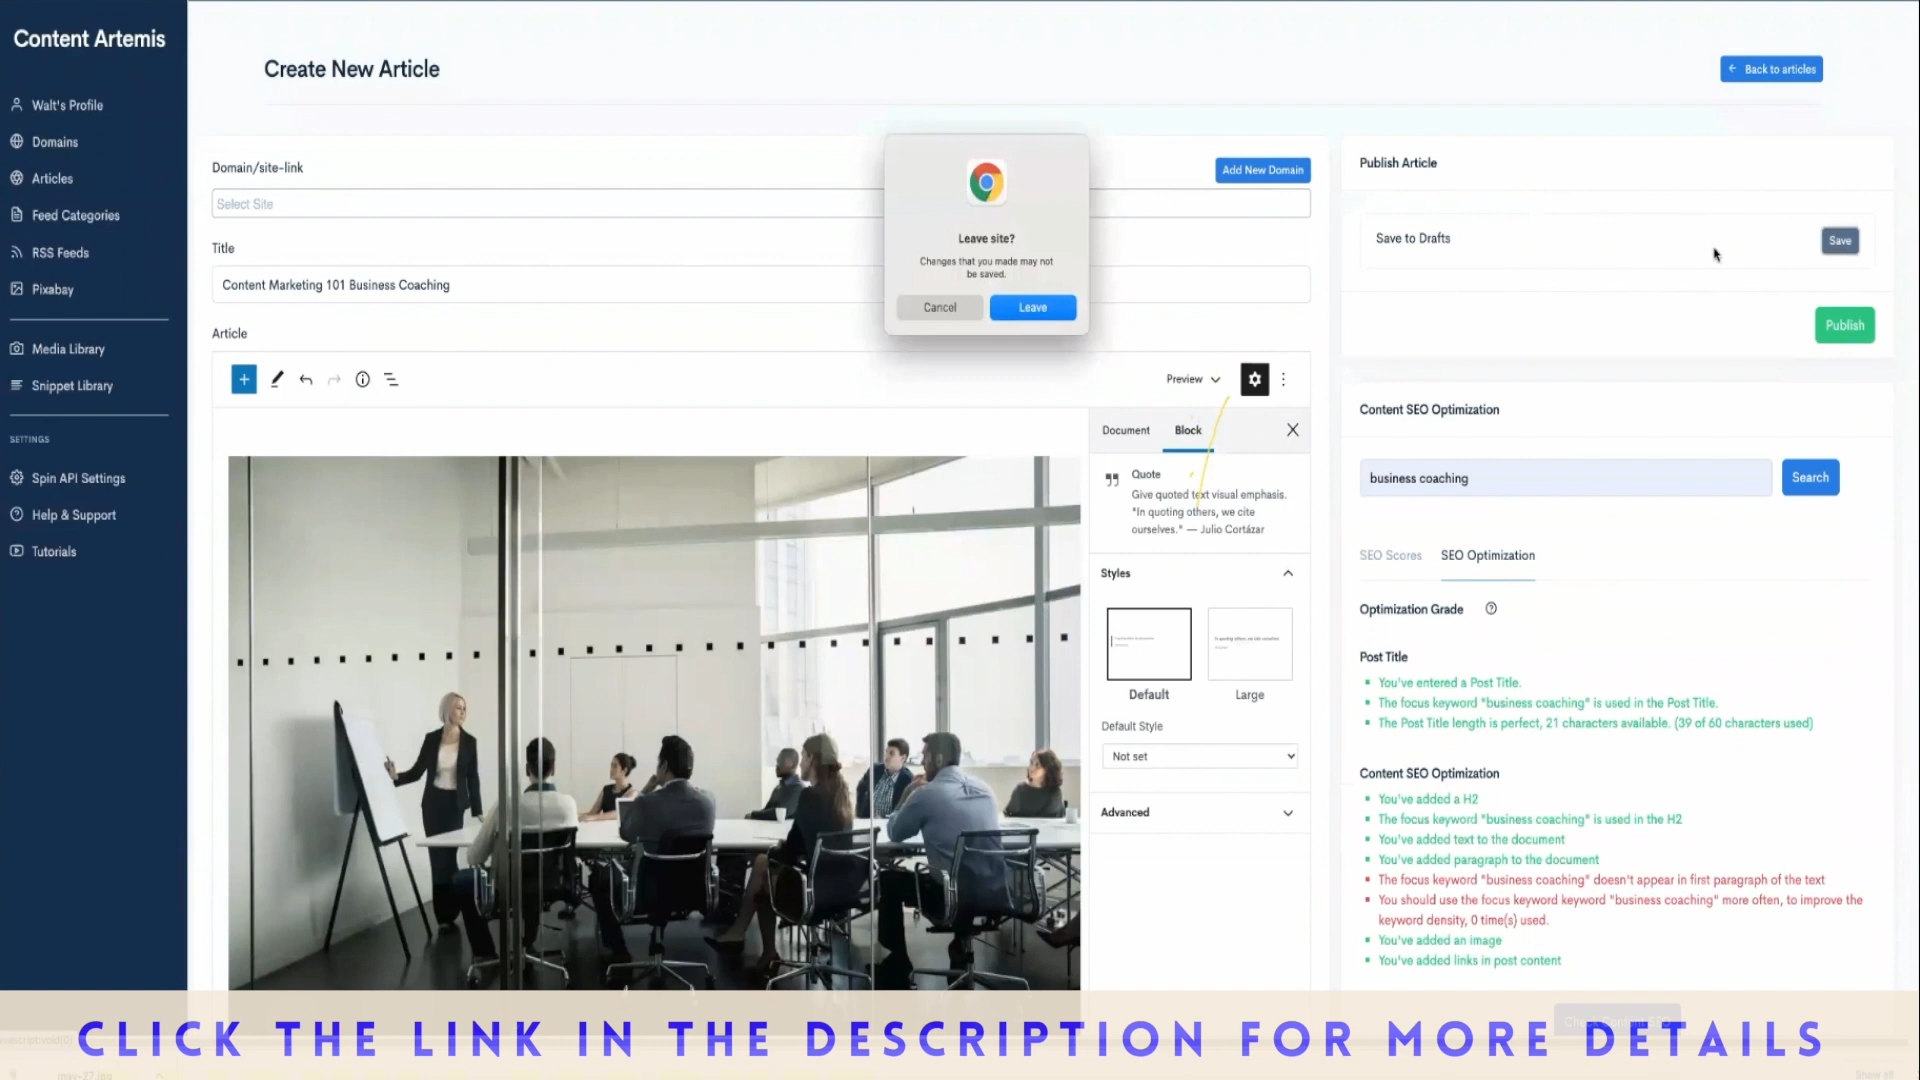 Content Artemis
Walt's Profile
Domains
Articles
Feed Categories
RSS Feeds
Pixabay
Media Library
Snippet Library
SETTINGS
Spin API Settings
Help & Support
Tutorials
Create New Article
Back to articles
Domain/site-link
Add New Domain
Select Site
Title
Content Marketing 101 Business Coaching
Article
Leave site?
Changes that you made may not
be saved.
Cancel
Leave
Preview
Document
Block
Quote
Give quoted text visual emphasis.
"In quoting others, we cite
ourselves." — Julio Cortázar
Styles
Default
Large
Default Style
Not set
Advanced
Publish Article
Save to Drafts
Save
Publish
Content SEO Optimization
business coaching
Search
SEO Scores
SEO Optimization
Optimization Grade
Post Title
You've entered a Post Title.
The focus keyword "business coaching" is used in the Post Title.
The Post Title length is perfect, 21 characters available. (39 of 60 characters used)
Content SEO Optimization
You've added a H2
The focus keyword "business coaching" is used in the H2
You've added text to the document
You've added paragraph to the document
The focus keyword "business coaching" doesn't appear in first paragraph of the text
You should use the focus keyword keyword "business coaching" more often, to improve the
keyword density, 0 time(s) used.
You've added an image
You've added links in post content
CLICK THE LINK IN THE DESCRIPTION FOR MORE DETAILS
may-27.jpg
Show all